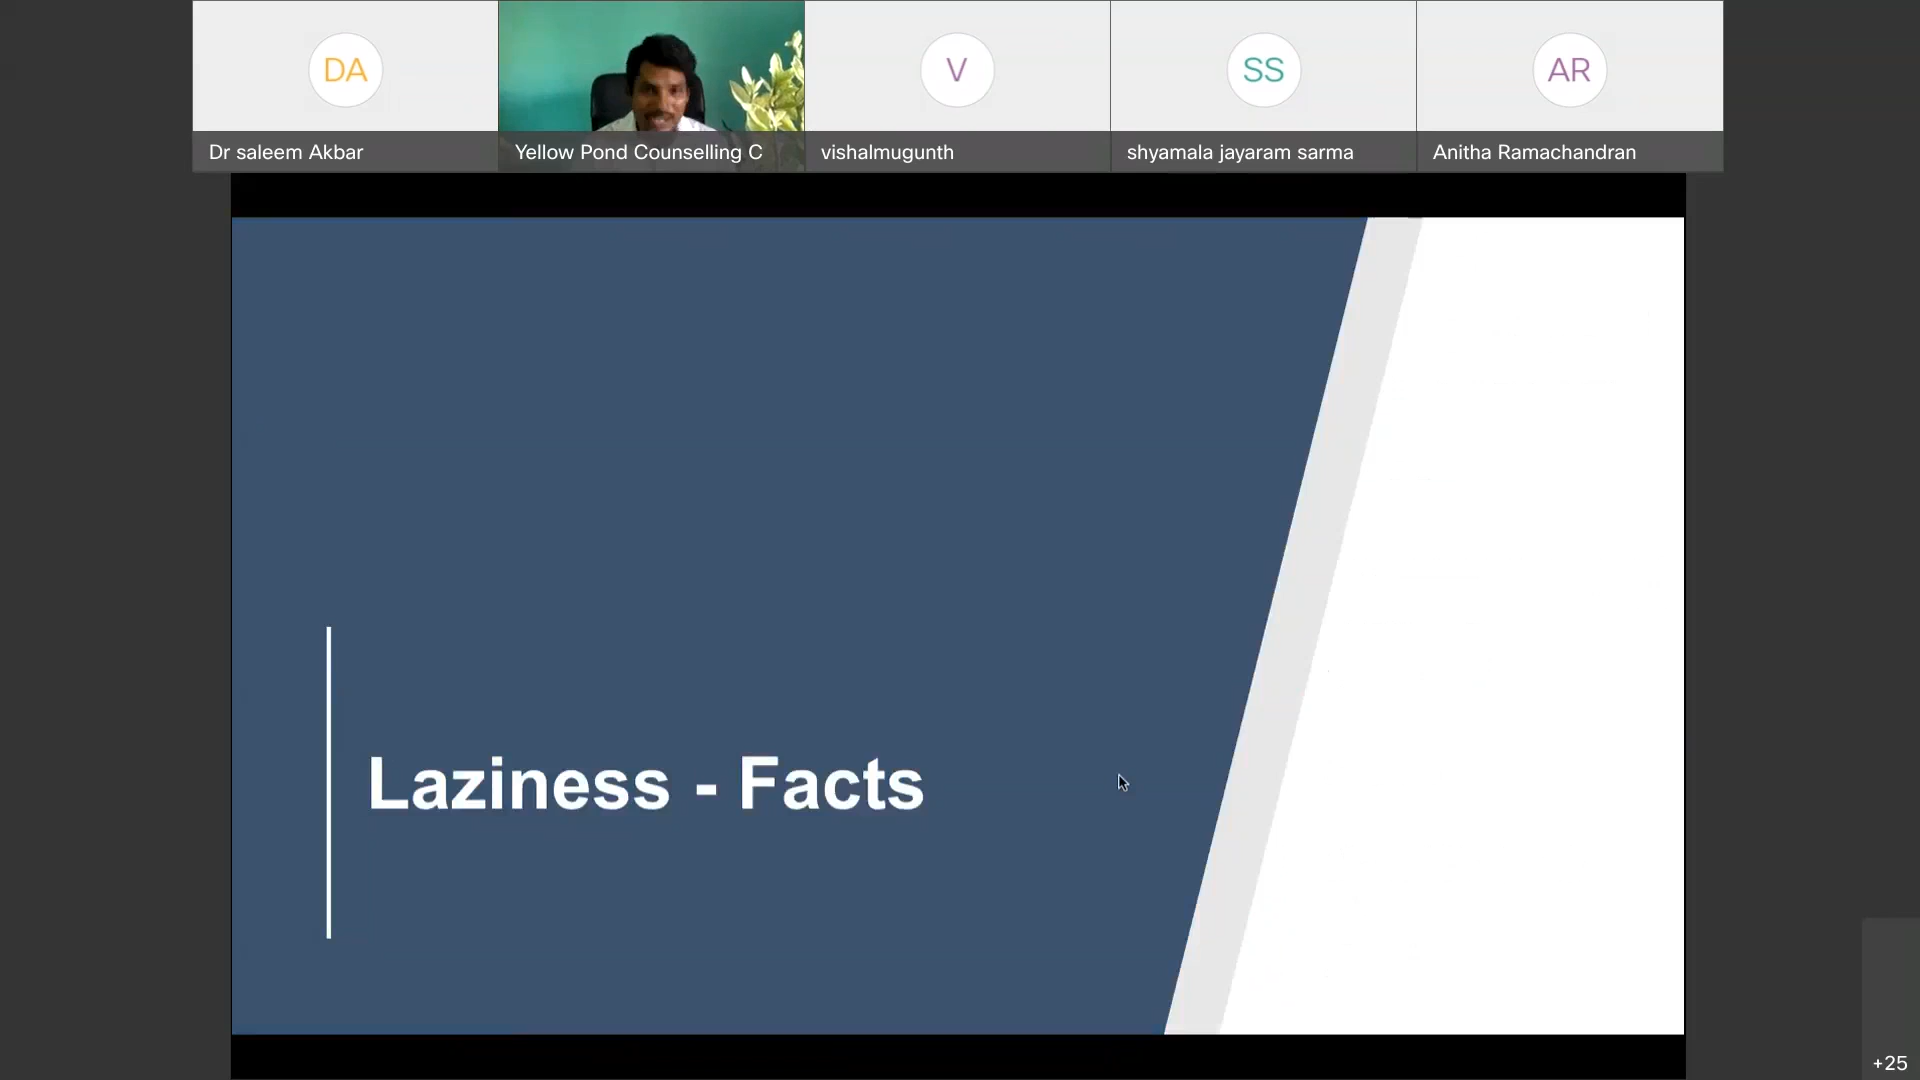 DA
V
SS
AR
Dr saleem Akbar
Yellow Pond Counselling C
vishalmugunth
shyamala jayaram sarma
Anitha Ramachandran
Laziness - Facts
+25